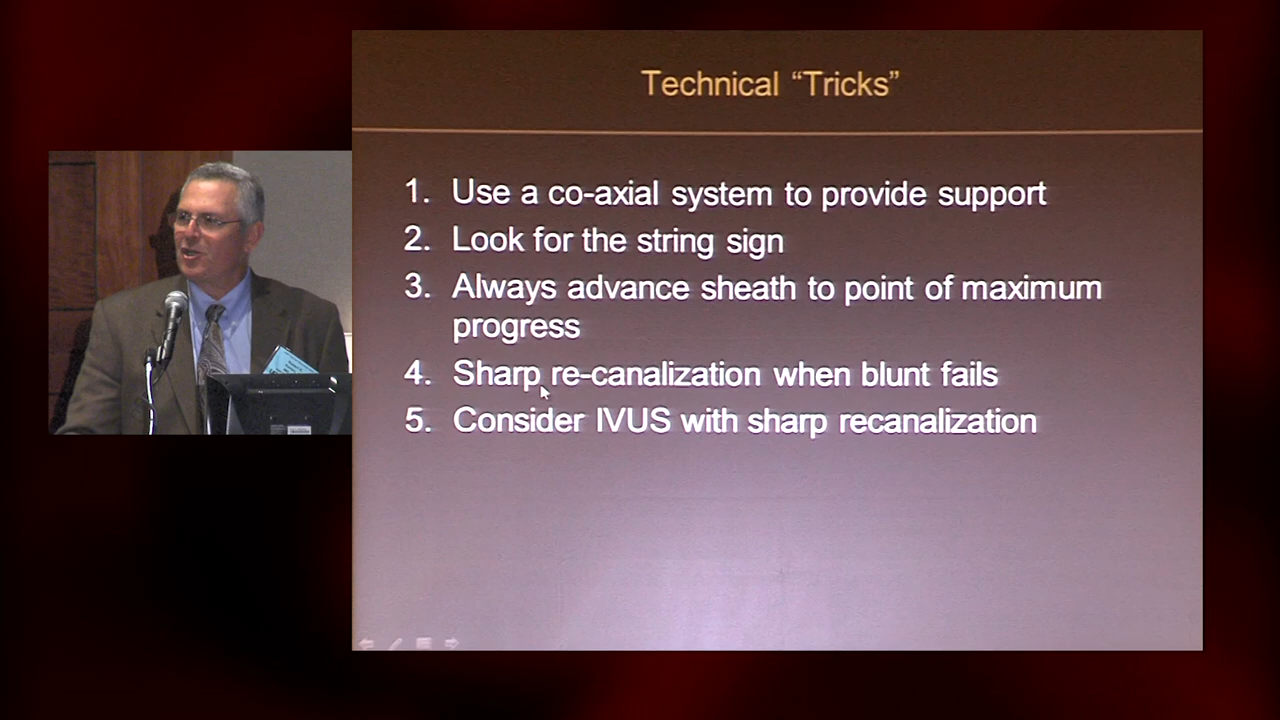 Technical “Tricks”
1. Use a co-axial system to provide support
2. Look for the string sign
3. Always advance sheath to point of maximum
progress
4. Sharp re-canalization when blunt fails
5. Consider IVUS with sharp recanalization